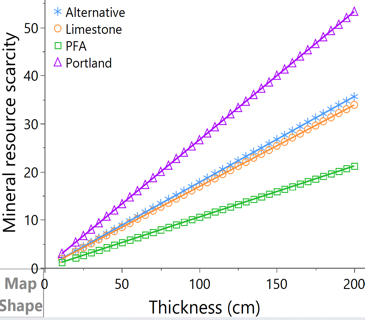 Alternative
Limestone
PFA
Portland
Mineral resource scarcity
50
40
30
20
10
0
0 50 100 150 200
Thickness (cm)
Map
Shape